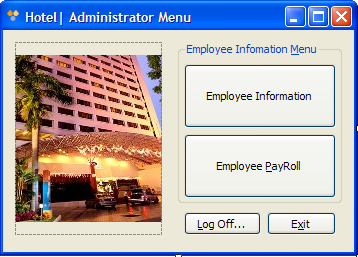 Hotel| Administrator Menu
Employee Infomation Menu
Employee Information
Employee PayRoll
Log Off...
Exit